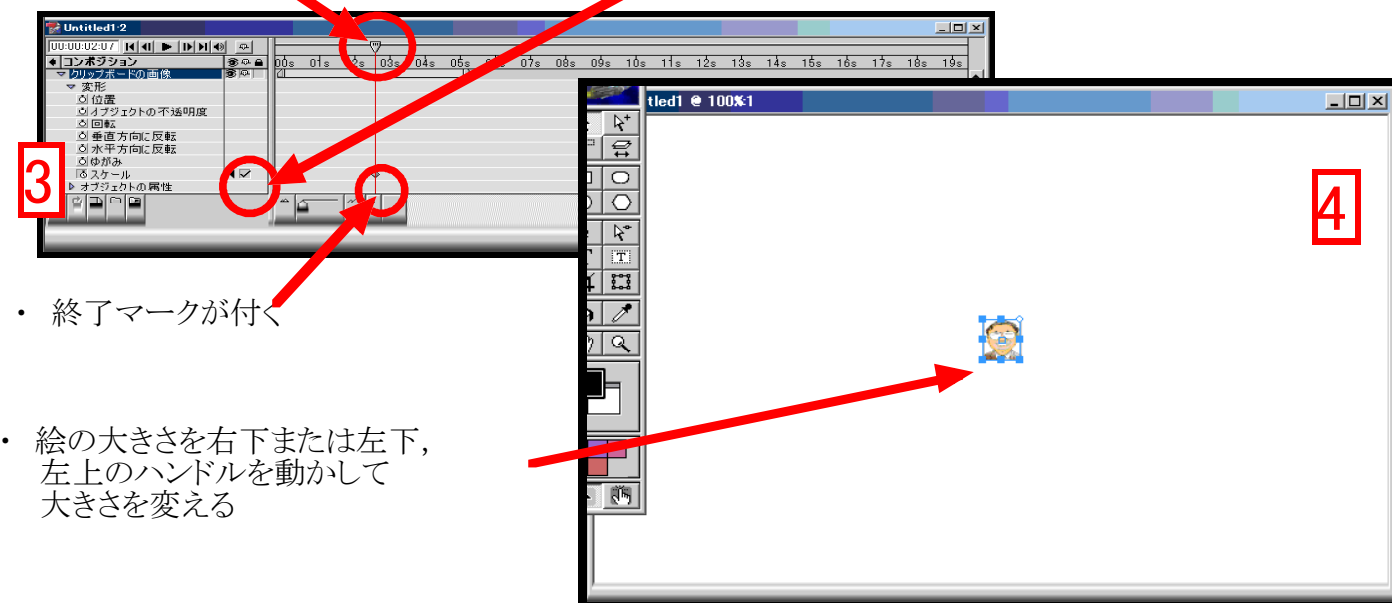 Untitled1:2
00:00:02:07
00s 01s 02s 03s 04s 05s 06s 07s 08s 09s 10s 11s 12s 13s 14s 15s 16s 17s 18s 19s
コンポジション
クリップボードの画像
変形
位置
オブジェクトの不透明度
回転
垂直方向に反転
水平方向に反転
ゆがみ
スケール
オブジェクトの属性
3
tled1 @ 100%:1
4
・ 終了マークが付く
・ 絵の大きさを右下または左下,
左上のハンドルを動かして
大きさを変える